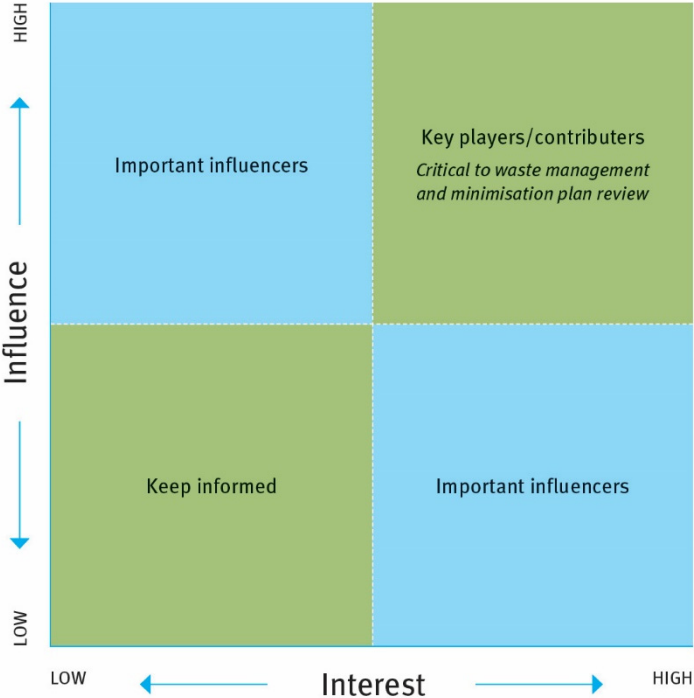 HIGH
Important influencers
Key players/contributers
Critical to waste management
and minimisation plan review
Influence
Keep informed
Important influencers
LOW
LOW
Interest
HIGH